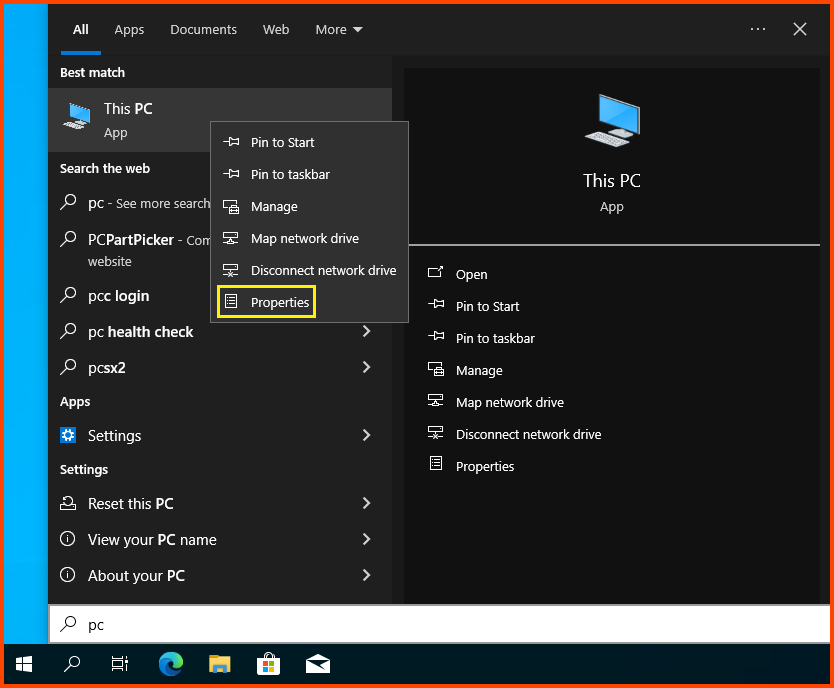 All Apps Documents Web More
Best match
This PC
App
Pin to Start
Pin to taskbar
Manage
Map network drive
Disconnect network drive
Properties
Search the web
pc - See more search
PCPartPicker - Com
website
pcc login
pc health check
pcsx2
Apps
Settings
Settings
Reset this PC
View your PC name
About your PC
This PC
App
Open
Pin to Start
Pin to taskbar
Manage
Map network drive
Disconnect network drive
Properties
pc